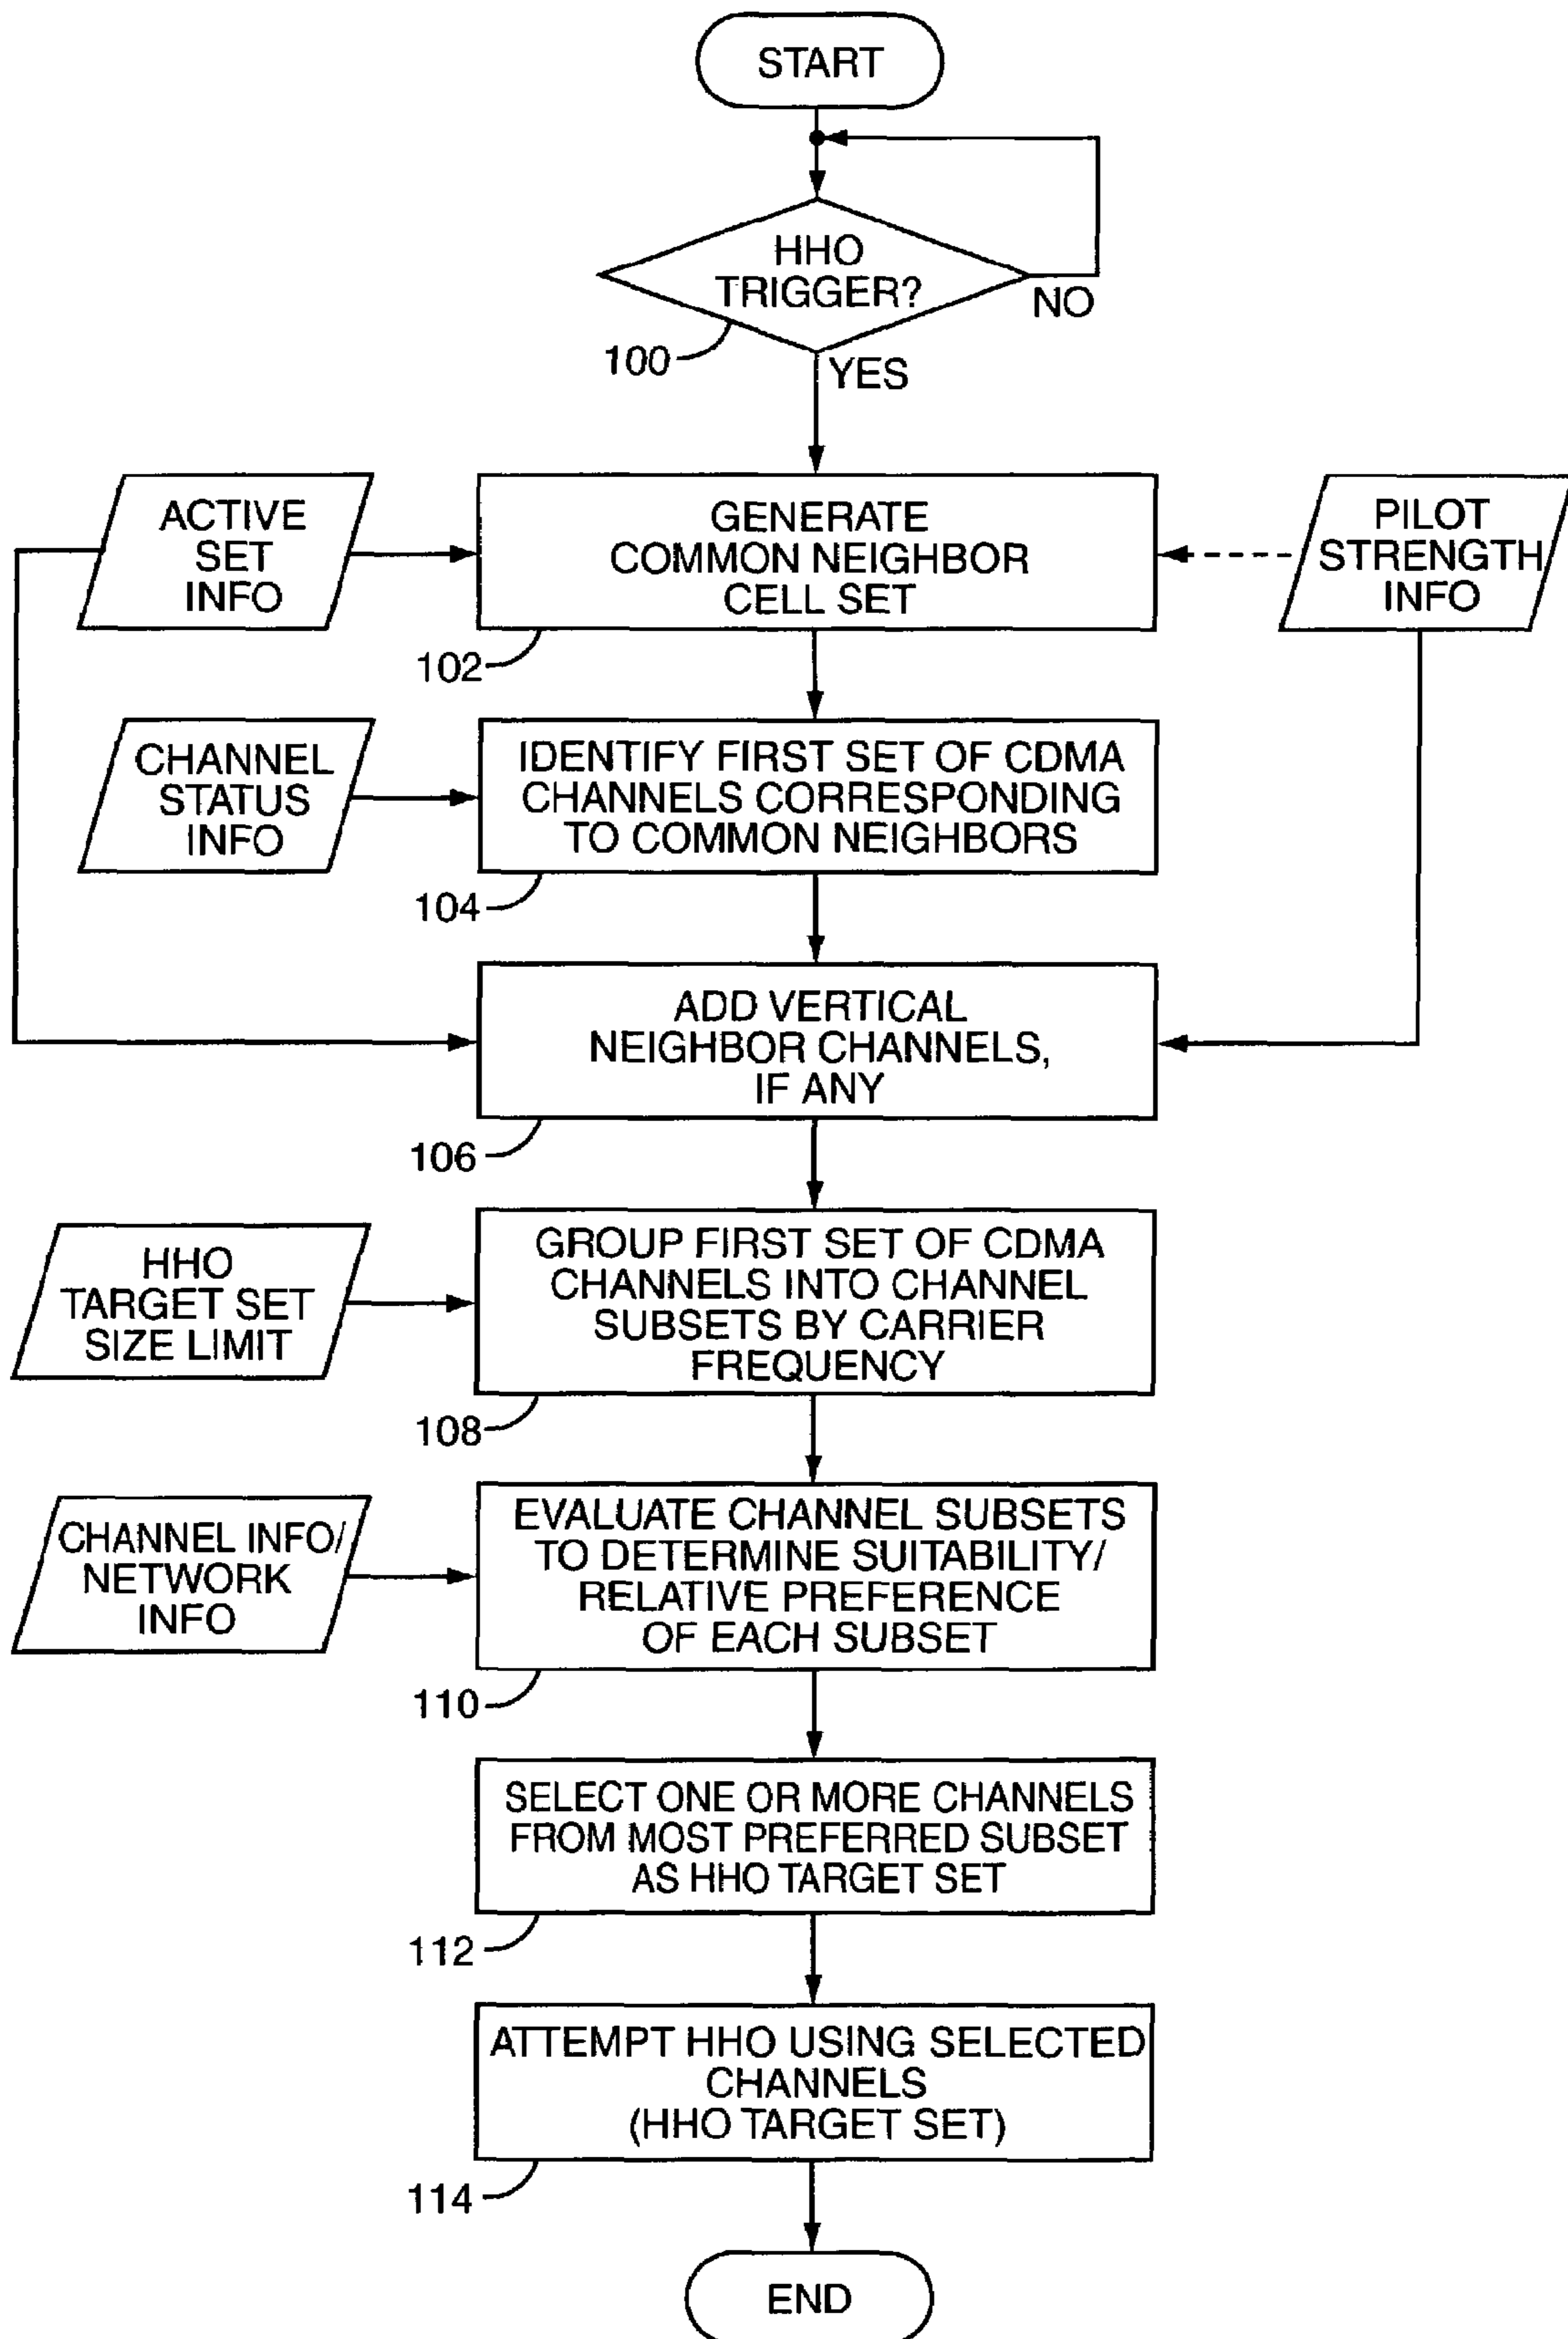 START
HHO
TRIGGER?
NO
100
YES
ACTIVE
SET
INFO
GENERATE
COMMON NEIGHBOR
CELL SET
PILOT
STRENGTH
INFO
102
CHANNEL
STATUS
INFO
IDENTIFY FIRST SET OF CDMA
CHANNELS CORRESPONDING
TO COMMON NEIGHBORS
104
ADD VERTICAL
NEIGHBOR CHANNELS,
IF ANY
106
HHO
TARGET SET
SIZE LIMIT
GROUP FIRST SET OF CDMA
CHANNELS INTO CHANNEL
SUBSETS BY CARRIER
FREQUENCY
108
CHANNEL INFO/
NETWORK
INFO
EVALUATE CHANNEL SUBSETS
TO DETERMINE SUITABILITY/
RELATIVE PREFERENCE
OF EACH SUBSET
110
SELECT ONE OR MORE CHANNELS
FROM MOST PREFERRED SUBSET
AS HHO TARGET SET
112
ATTEMPT HHO USING SELECTED
CHANNELS
(HHO TARGET SET)
114
END